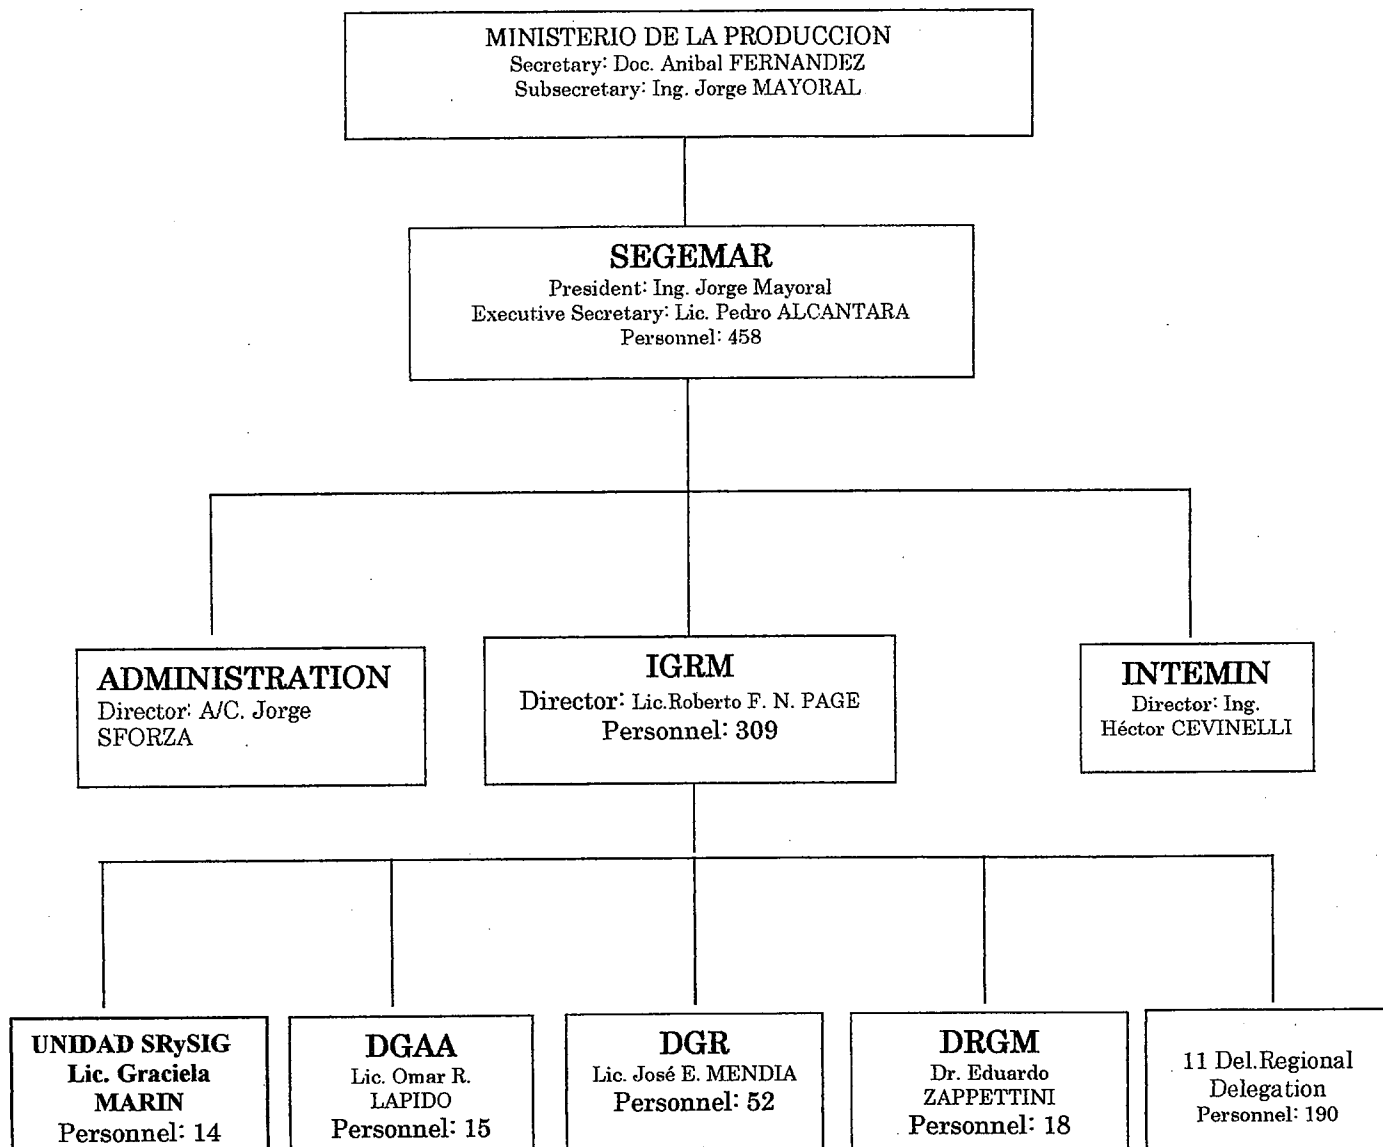 MINISTERIO DE LA PRODUCCION
Secretary: Doc. Anibal FERNANDEZ
Subsecretary: Ing. Jorge MAYORAL
SEGEMAR
President: Ing. Jorge Mayoral
Executive Secretary: Lic. Pedro ALCANTARA
Personnel: 458
ADMINISTRATION
Director: A/C. Jorge
SFORZA
IGRM
Director: Lic.Roberto F. N. PAGE
Personnel: 309
INTEMIN
Director: Ing.
Héctor CEVINELLI
UNIDAD SRySIG
Lic. Graciela
MARIN
Personnel: 14
DGAA
Lic. Omar R.
LAPIDO
Personnel: 15
DGR
Lic. José E. MENDIA
Personnel: 52
DRGM
Dr. Eduardo
ZAPPETTINI
Personnel: 18
11 Del.Regional
Delegation
Personnel: 190